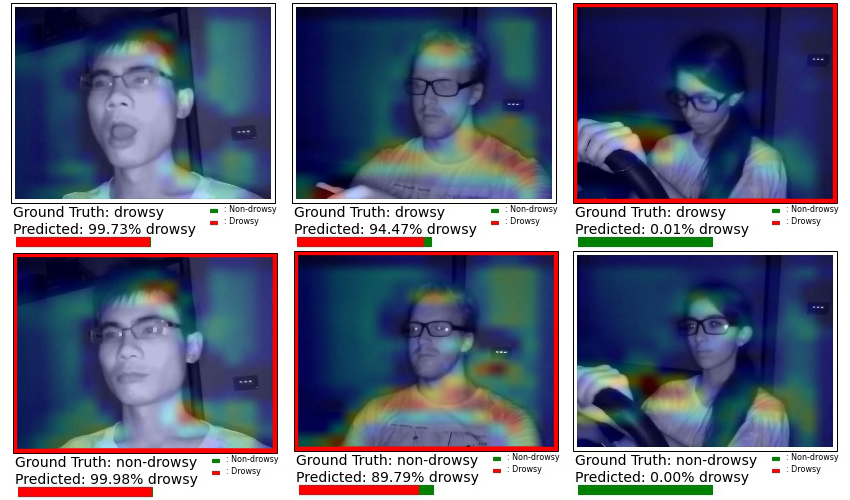 Ground Truth: drowsy
Predicted: 99.73% drowsy
: Non-drowsy
: Drowsy
Ground Truth: drowsy
Predicted: 94.47% drowsy
: Non-drowsy
: Drowsy
Ground Truth: drowsy
Predicted: 0.01% drowsy
: Non-drowsy
: Drowsy
Ground Truth: non-drowsy
Predicted: 99.98% drowsy
: Non-drowsy
: Drowsy
Ground Truth: non-drowsy
Predicted: 89.79% drowsy
: Non-drowsy
: Drowsy
Ground Truth: non-drowsy
Predicted: 0.00% drowsy
: Non-drowsy
: Drowsy